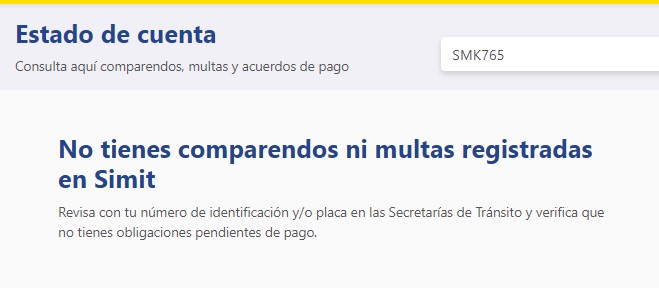 Estado de cuenta
Consulta aquí comparendos, multas y acuerdos de pago
SMK765
No tienes comparendos ni multas registradas
en Simit
Revisa con tu número de identificación y/o placa en las Secretarías de Tránsito y verifica que
no tienes obligaciones pendientes de pago.